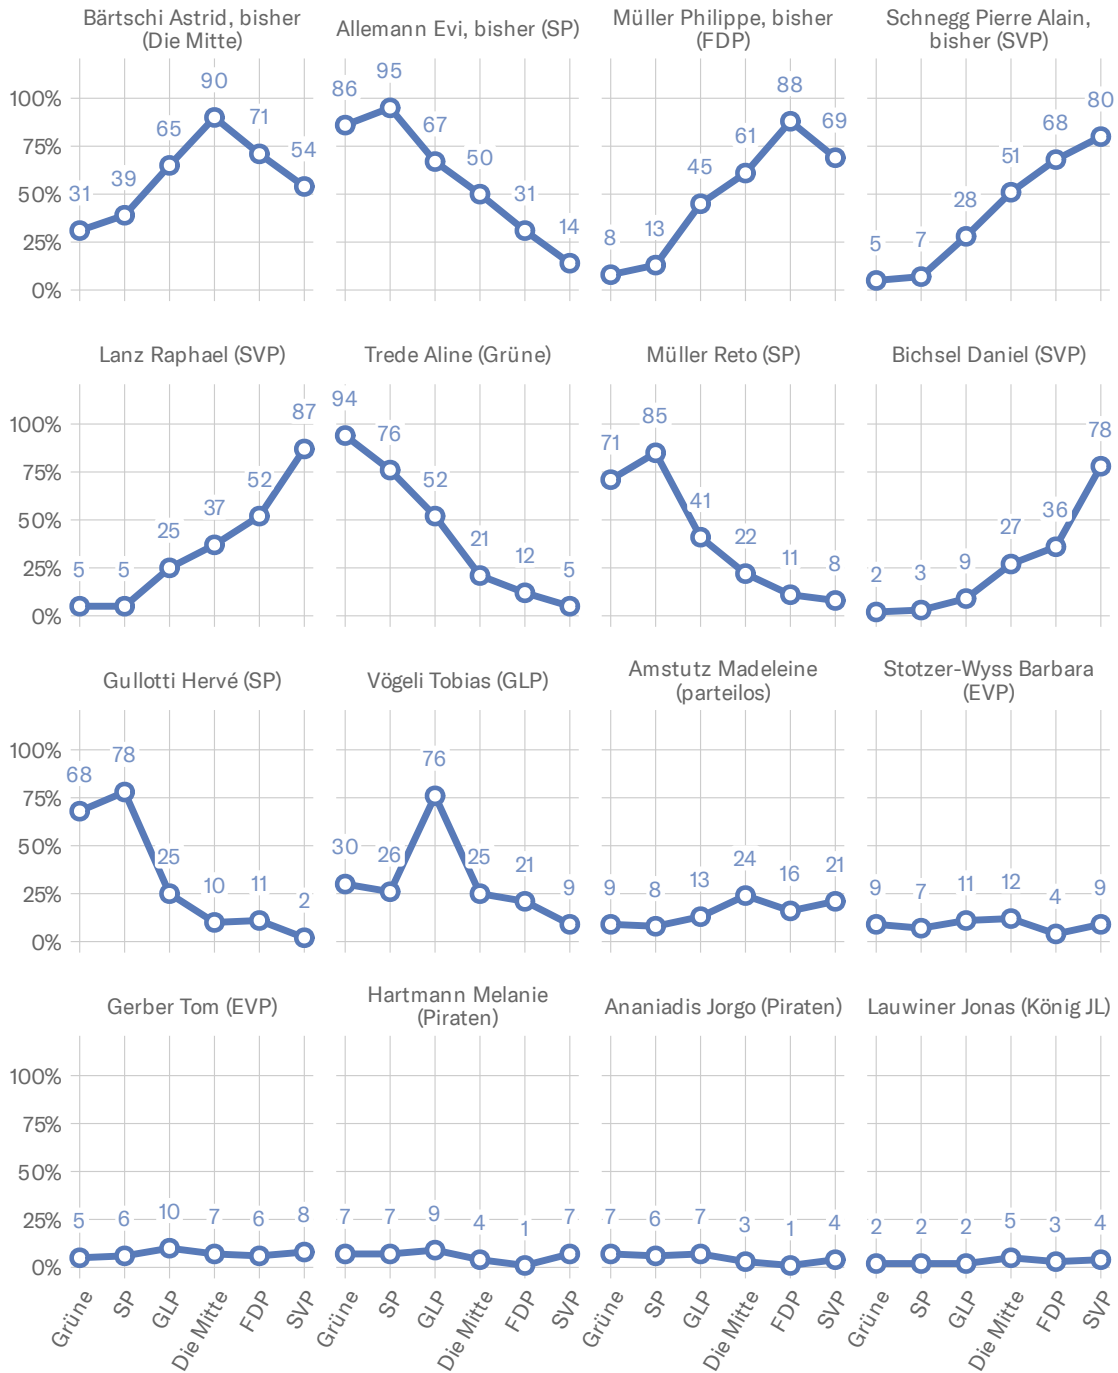 Bärtschi Astrid, bisher
(Die Mitte)
Allemann Evi, bisher (SP)
Müller Philippe, bisher
(FDP)
Schnegg Pierre Alain,
bisher (SVP)
100%
75%
50%
25%
0%
31 39 65 90 71 54
86 95 67 50 31 14
8 13 45 61 88 69
5 7 28 51 68 80
Lanz Raphael (SVP)
Trede Aline (Grüne)
Müller Reto (SP)
Bichsel Daniel (SVP)
100%
75%
50%
25%
0%
5 5 25 37 52 87
94 76 52 21 12 5
71 85 41 22 11 8
2 3 9 27 36 78
Gullotti Hervé (SP)
Vögeli Tobias (GLP)
Amstutz Madeleine
(parteilos)
Stotzer-Wyss Barbara
(EVP)
100%
75%
50%
25%
0%
68 78 25 10 11 2
30 26 76 25 21 9
9 8 13 24 16 21
9 7 11 12 4 9
Gerber Tom (EVP)
Hartmann Melanie
(Piraten)
Ananiadis Jorgo (Piraten)
Lauwiner Jonas (König JL)
100%
75%
50%
25%
0%
5 6 10 7 6 8
7 7 9 4 1 7
7 6 7 3 1 4
2 2 2 5 3 4
Grüne SP GLP Die Mitte FDP SVP
Grüne SP GLP Die Mitte FDP SVP
Grüne SP GLP Die Mitte FDP SVP
Grüne SP GLP Die Mitte FDP SVP